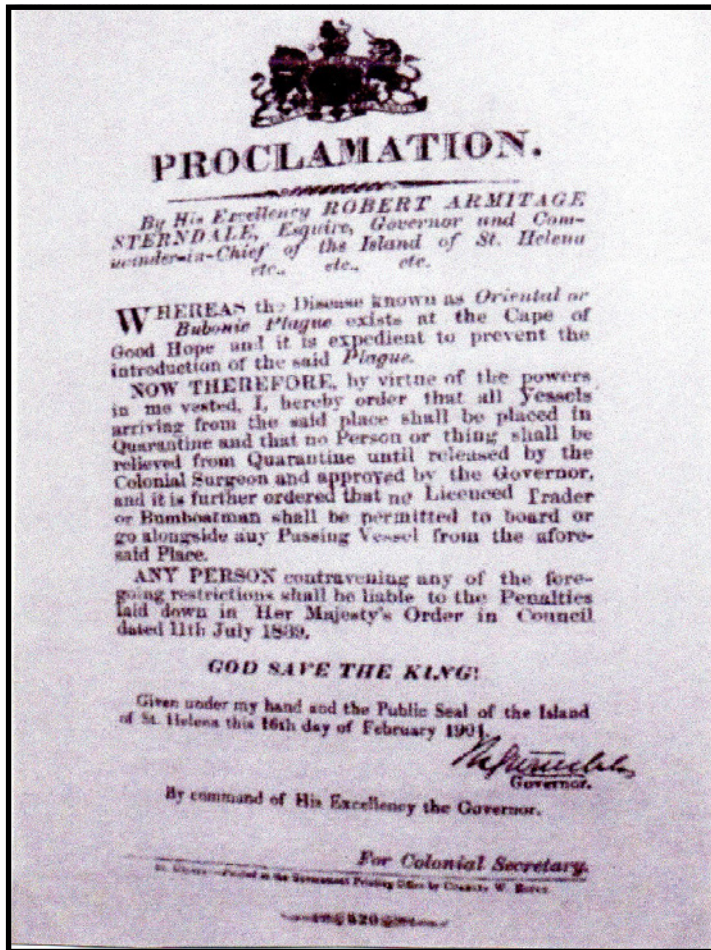 PROCLAMATION.
By His Excellency ROBERT ARMITAGE
STERNDALE, Esquire, Governor and Com-
mander-in-Chief of the Island of St. Helena
etc., etc., etc.
WHEREAS the Disease known as Oriental or
Bubonic Plague exists at the Cape of
Good Hope and it is expedient to prevent the
introduction of the said Plague.
NOW THEREFORE, by virtue of the powers
in me vested, I, hereby order that all Vessels
arriving from the said place shall be placed in
Quarantine and that no Person or thing shall be
relieved from Quarantine until released by the
Colonial Surgeon and approved by the Governor,
and it is further ordered that no Licenced Trader
or Bumboatman shall be permitted to board or
go alongside any Passing Vessel from the afore-
said Place.
ANY PERSON contravening any of the fore-
going restrictions shall be liable to the Penalties
laid down in Her Majesty's Order in Council
dated 11th July 1839.
GOD SAVE THE KING!
Given under my hand and the Public Seal of the Island
of St. Helena this 16th day of February 1901.
Governor.
By command of His Excellency the Governor.
For Colonial Secretary.
Printed at the Government Printing Office by W.